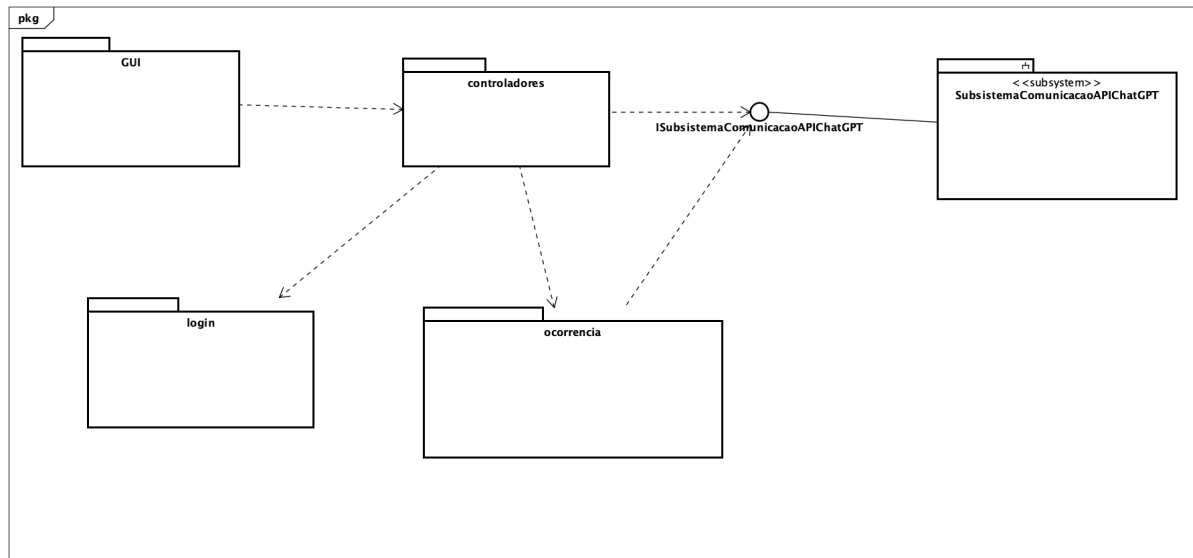 pkg
GUI
controladores
<<subsystem>>
SubsistemaComunicacaoAPIChatGPT
ISubsistemaComunicacaoAPIChatGPT
login
ocorrencia